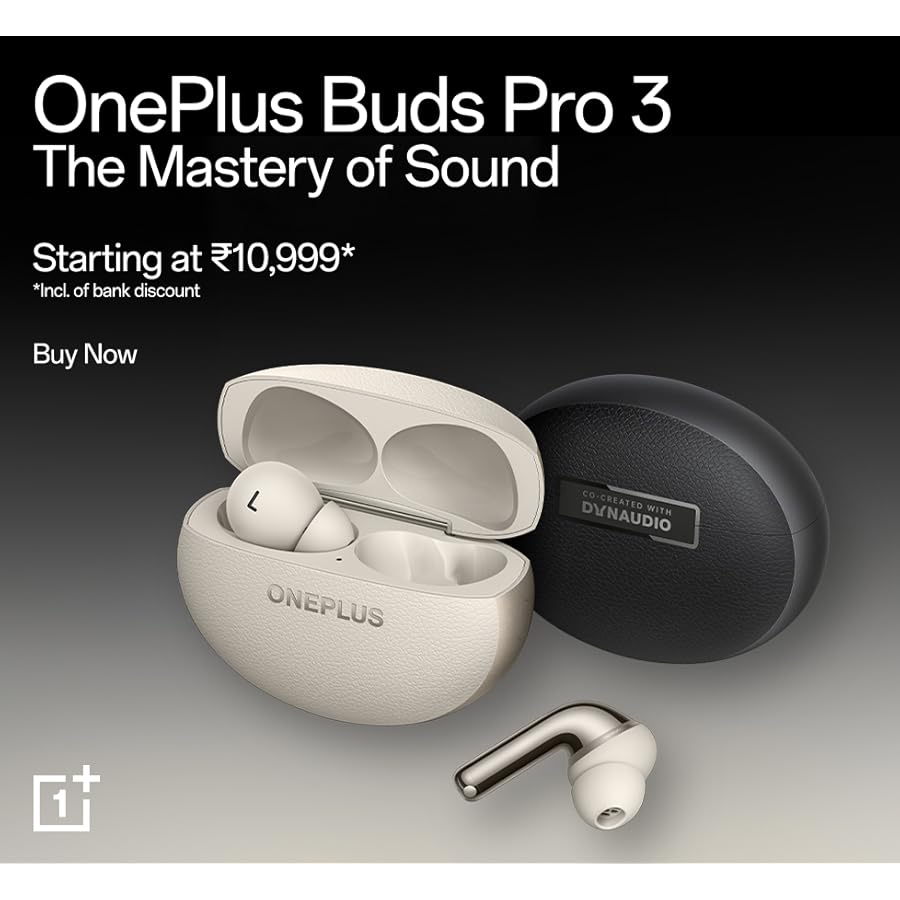 OnePlus Buds Pro 3
The Mastery of Sound
Starting at ₹10,999*
*Incl. of bank discount
Buy Now
L
ONEPLUS
CO-CREATED WITH
DYNAUDIO
1+